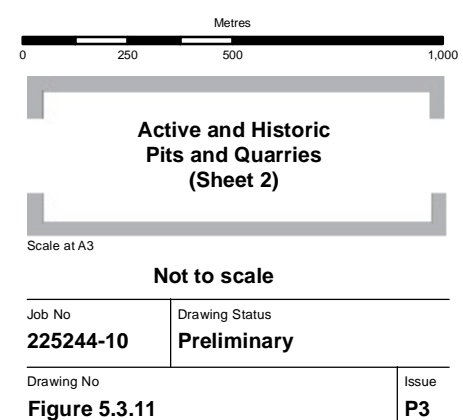 Metres
0 250 500 1,000
Active and Historic
Pits and Quarries
(Sheet 2)
Scale at A3
Not to scale
Job No Drawing Status
225244-10 Preliminary
Drawing No Issue
Figure 5.3.11 P3